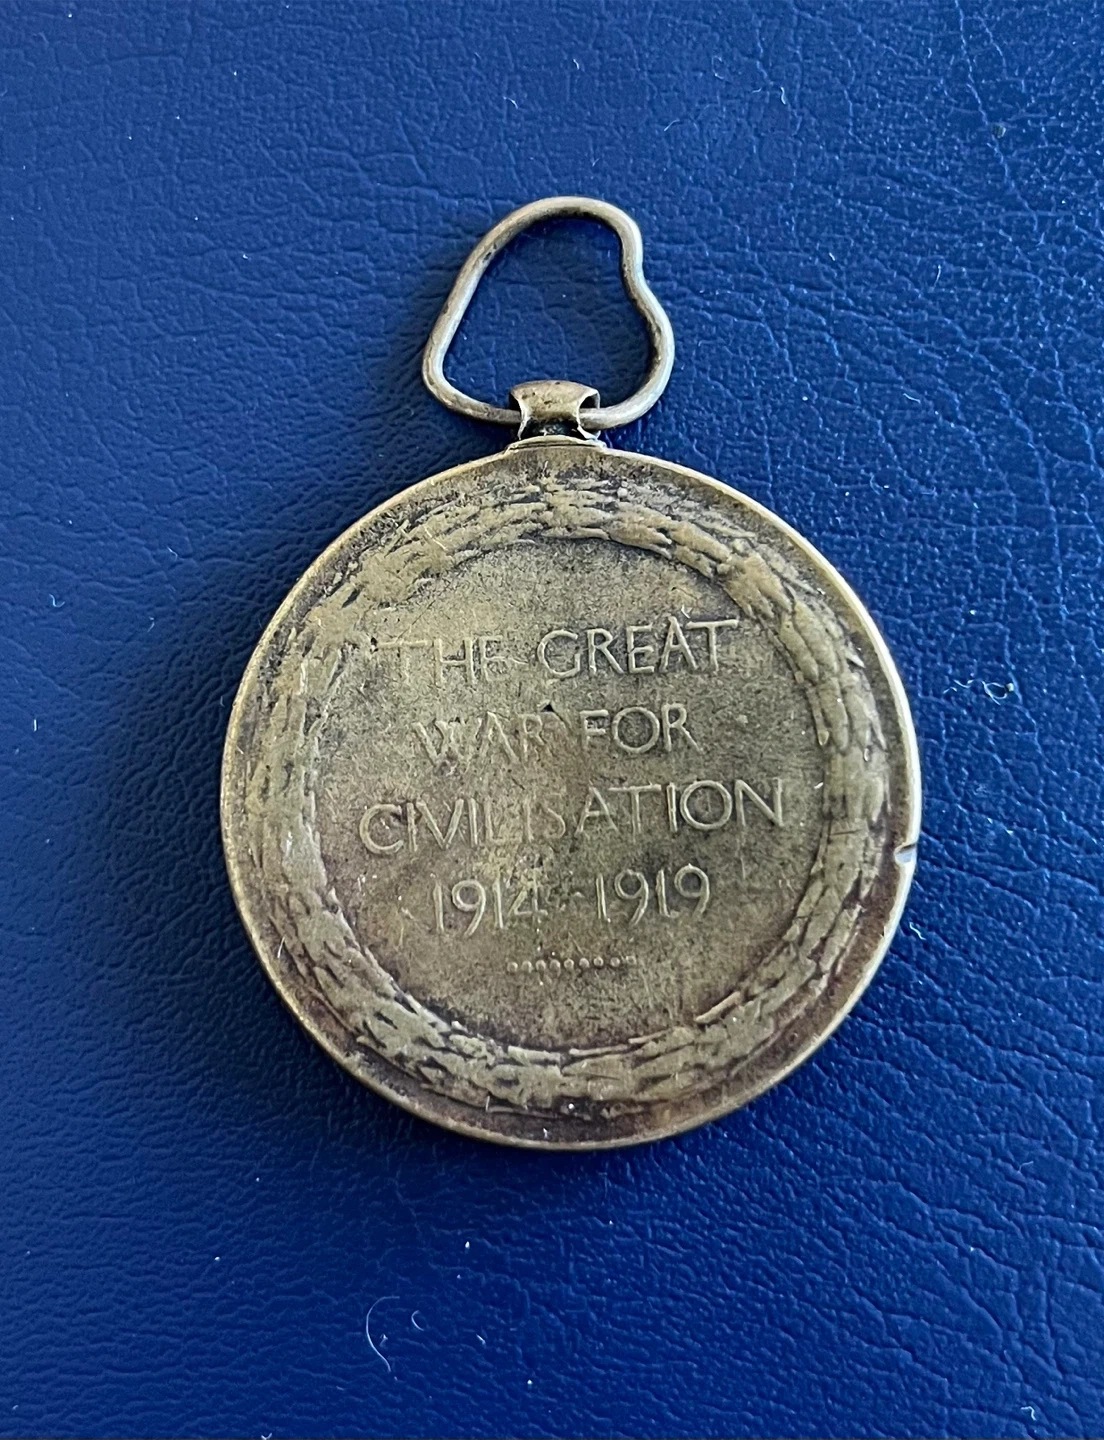 THE GREAT
WAR FOR
CIVILISATION
1914-1919